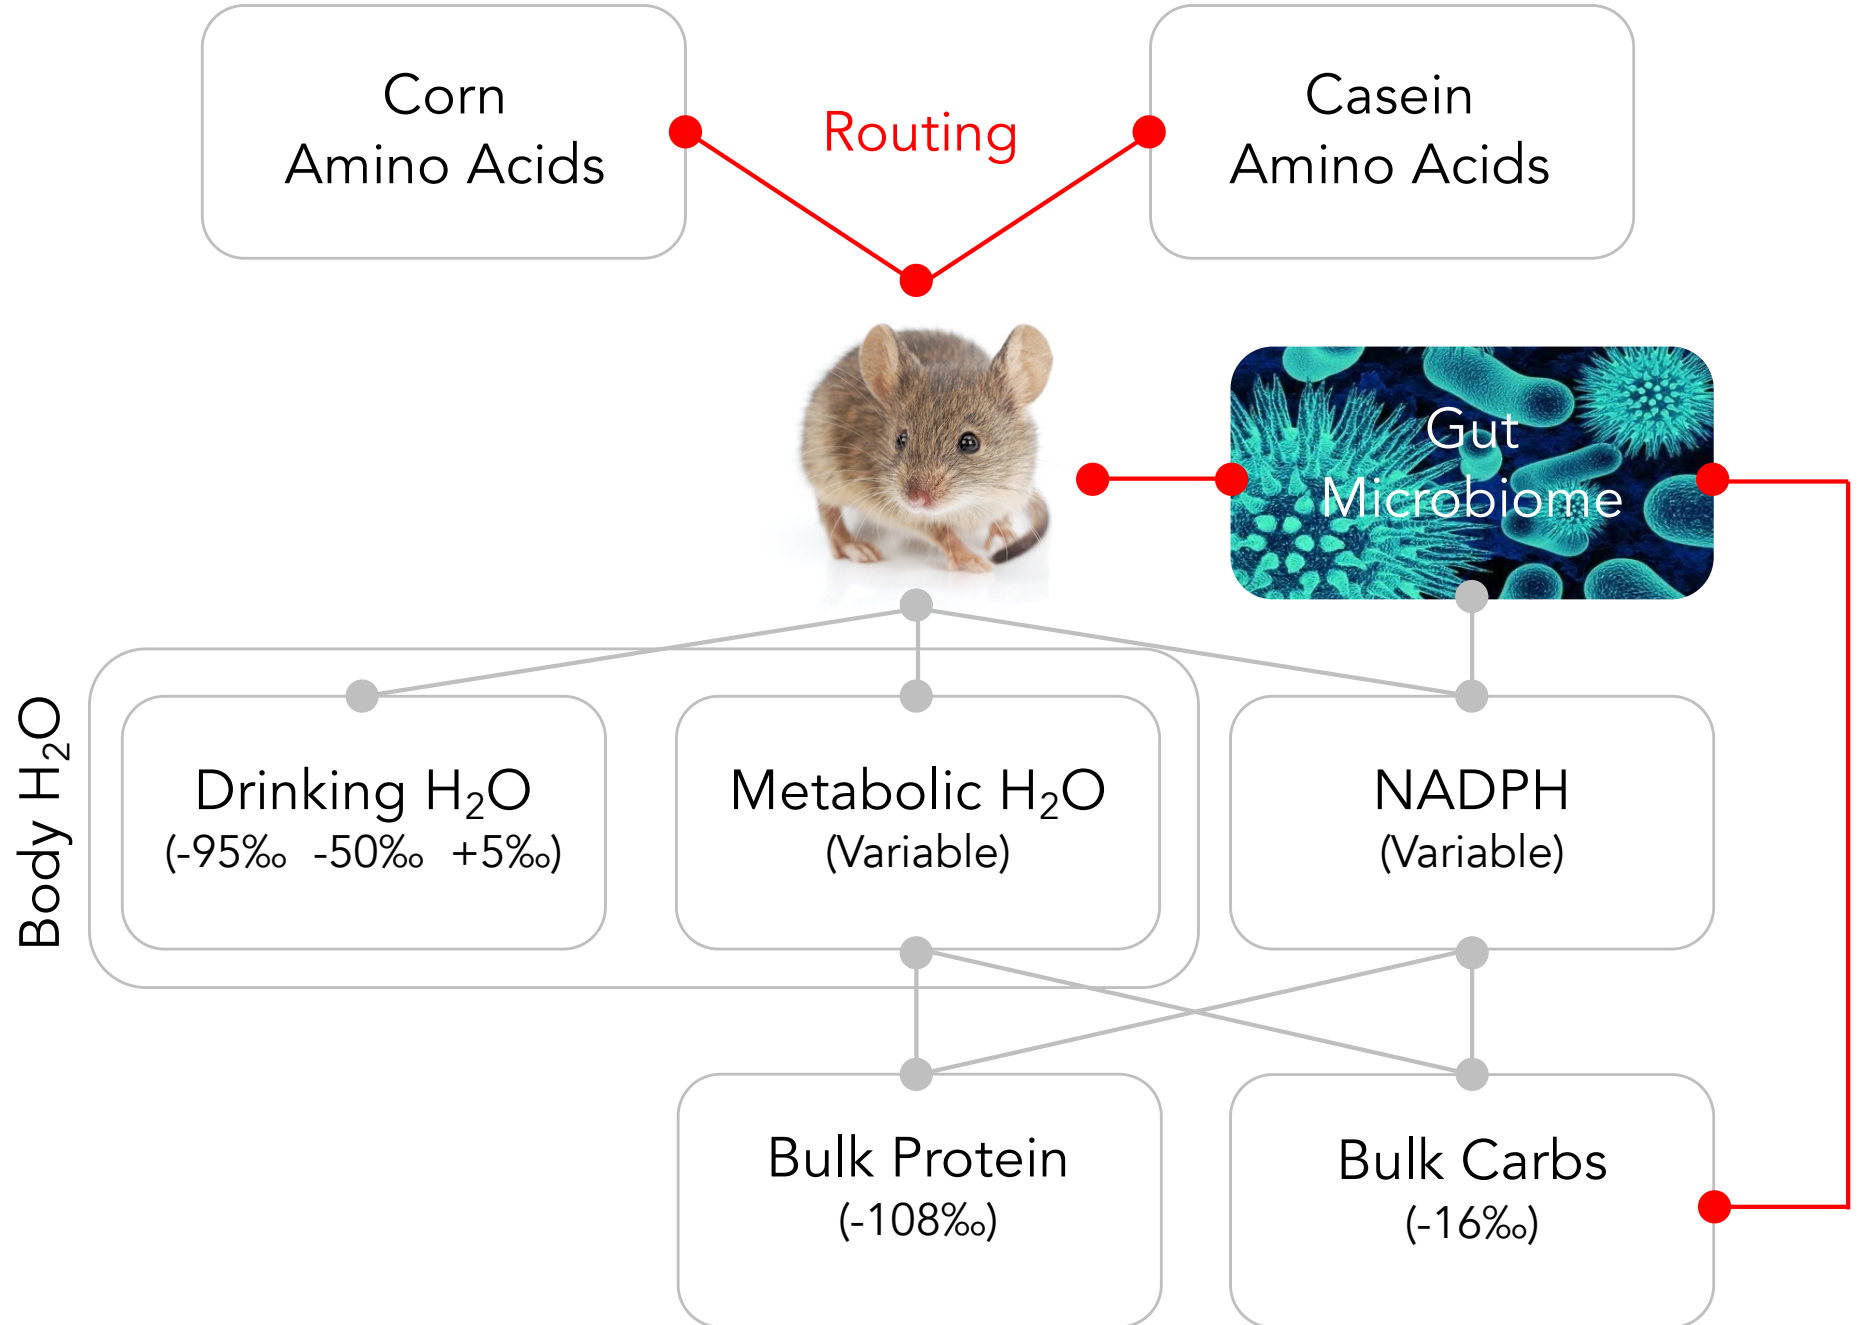 Corn
Amino Acids
Routing
Casein
Amino Acids
Gut
Microbiome
Body H₂O
Drinking H₂O
(-95‰ -50‰ +5‰)
Metabolic H₂O
(Variable)
NADPH
(Variable)
Bulk Protein
(-108‰)
Bulk Carbs
(-16‰)